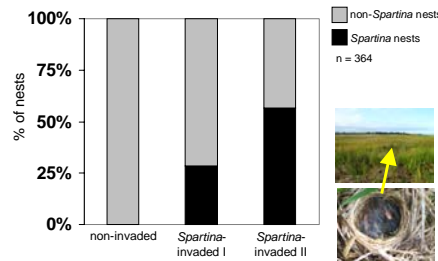 100%
75%
50%
25%
0%
% of nests
non-invaded
Spartina-
invaded I
Spartina-
invaded II
non-Spartina nests
Spartina nests
n = 364